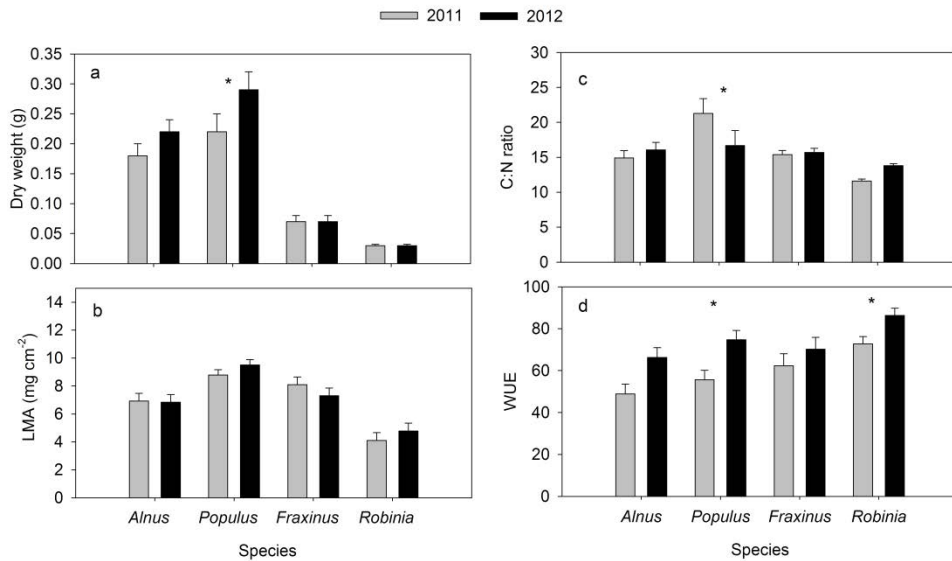 2011 2012
a
*
Dry weight (g)
0.35
0.30
0.25
0.20
0.15
0.10
0.05
0.00
b
LMA (mg cm-2)
14
12
10
8
6
4
2
0
Alnus Populus Fraxinus Robinia
Species
c
*
C:N ratio
30
25
20
15
10
5
0
d
* *
WUE
100
80
60
40
20
0
Alnus Populus Fraxinus Robinia
Species